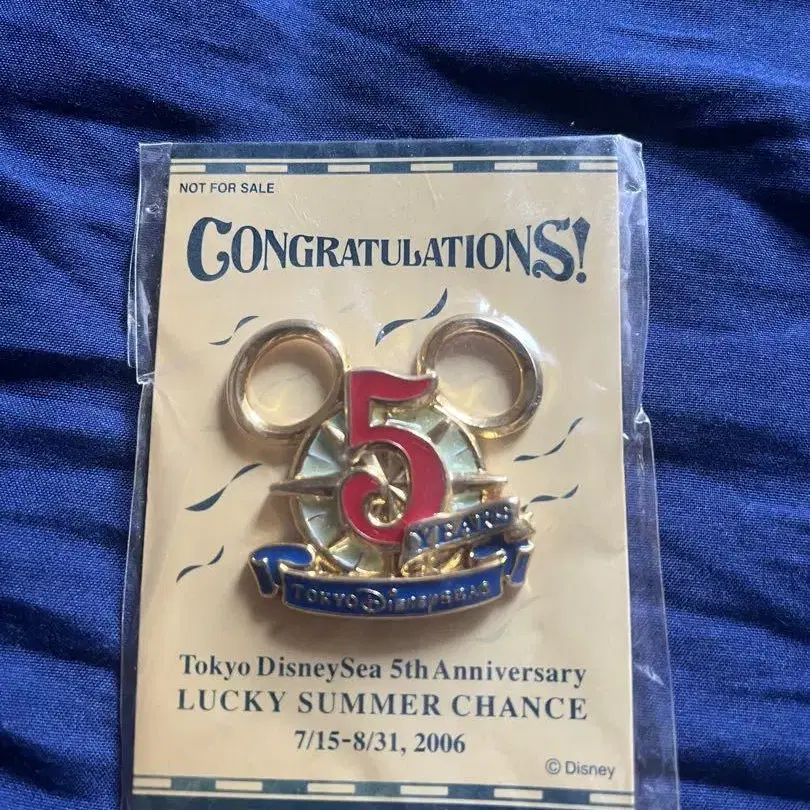 NOT FOR SALE
CONGRATULATIONS!
5
YEARS
TOKYO DISNEYSEA
Tokyo DisneySea 5th Anniversary
LUCKY SUMMER CHANCE
7/15-8/31, 2006
© Disney